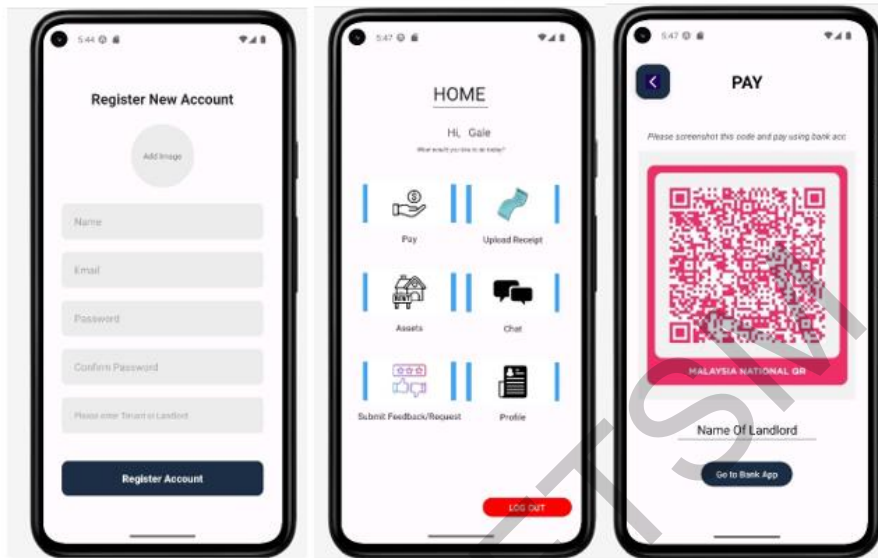 5:44
Register New Account
Add Image
Name
Email
Password
Confirm Password
Please enter Tenant or Landlord
Register Account
5:47
HOME
Hi, Gale
What would you like to do today?
Pay
Upload Receipt
RENT
Assets
Chat
Submit Feedback/Request
Profile
LOG OUT
5:47
PAY
Please screenshot this code and pay using bank acc
MALAYSIA NATIONAL QR
Name Of Landlord
Go to Bank App
FTSM